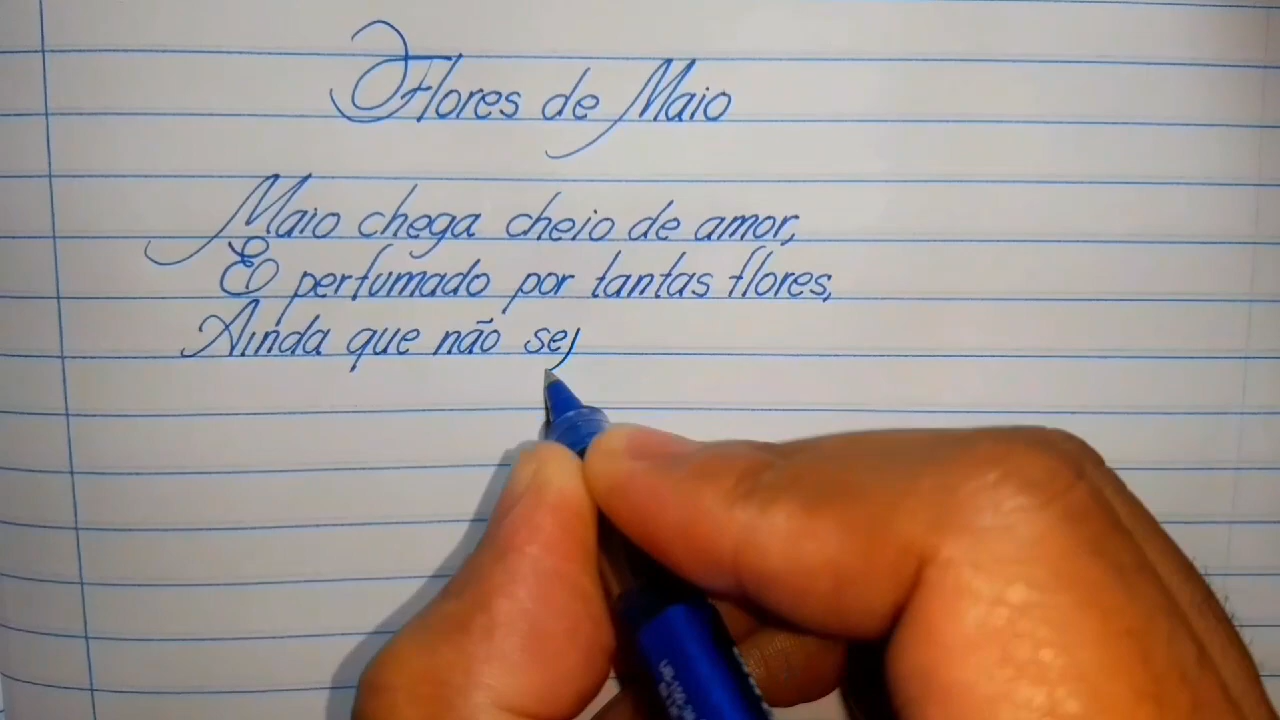 Flores de Maio
Maio chega cheio de amor,
E perfumado por tantas flores,
Ainda que não sej